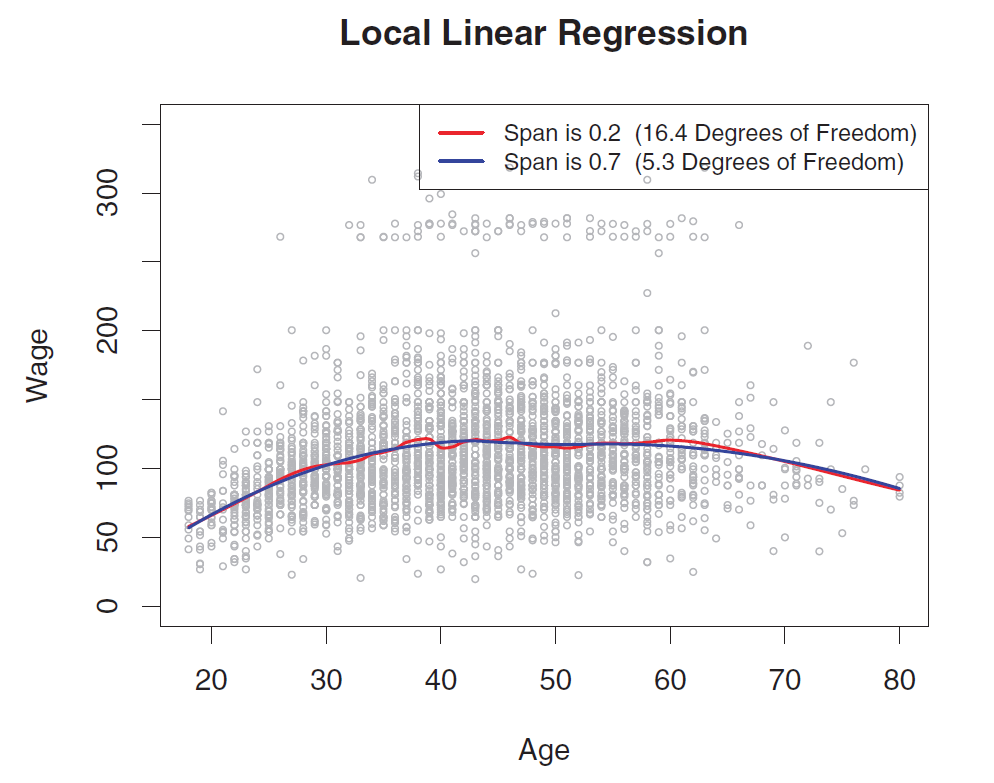 Local Linear Regression
Span is 0.2 (16.4 Degrees of Freedom)
Span is 0.7 (5.3 Degrees of Freedom)
Wage
300
200
100
50
0
20 30 40 50 60 70 80
Age